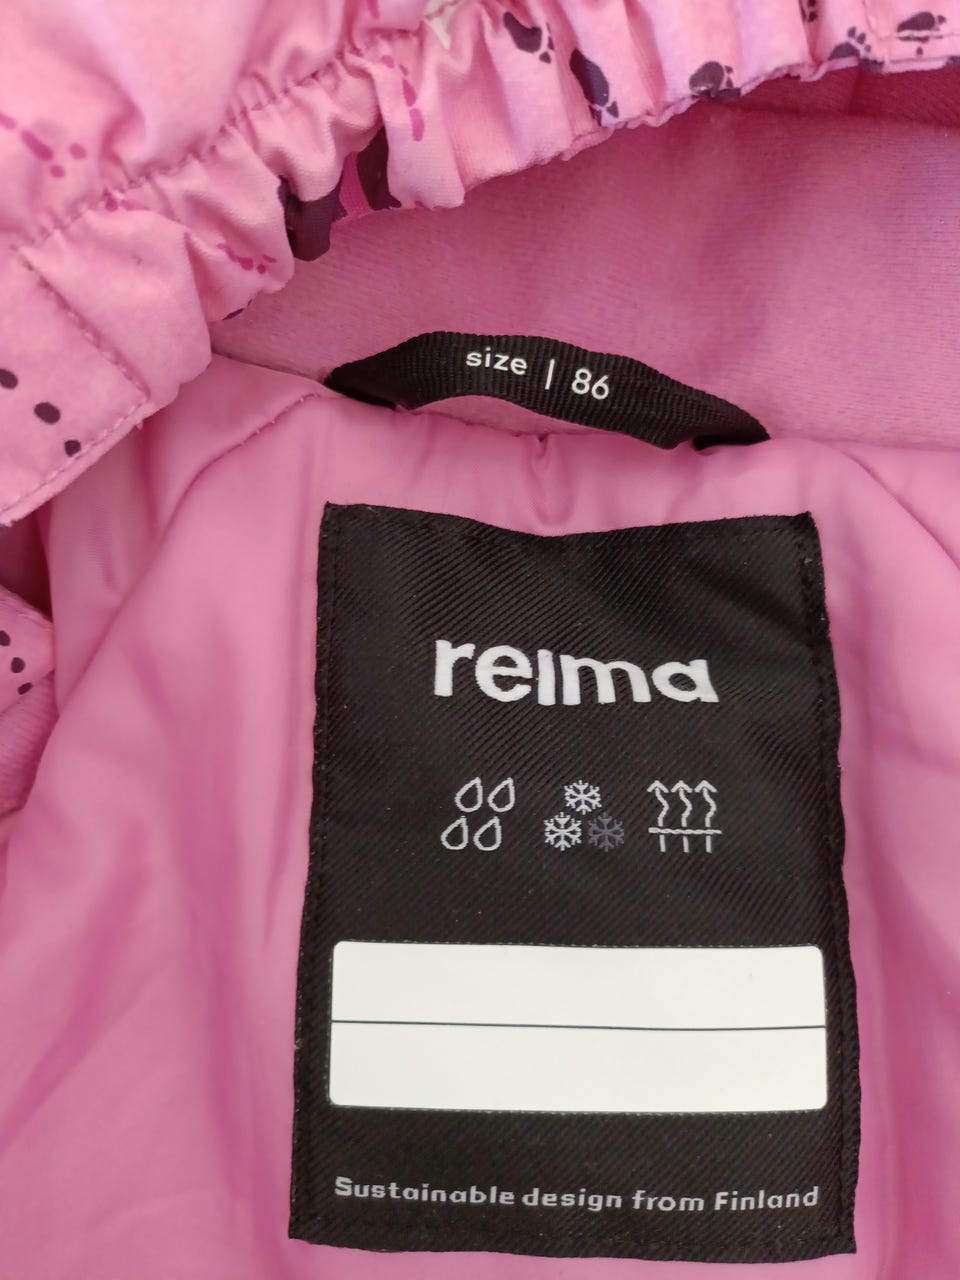 size | 86
reima
Sustainable design from Finland